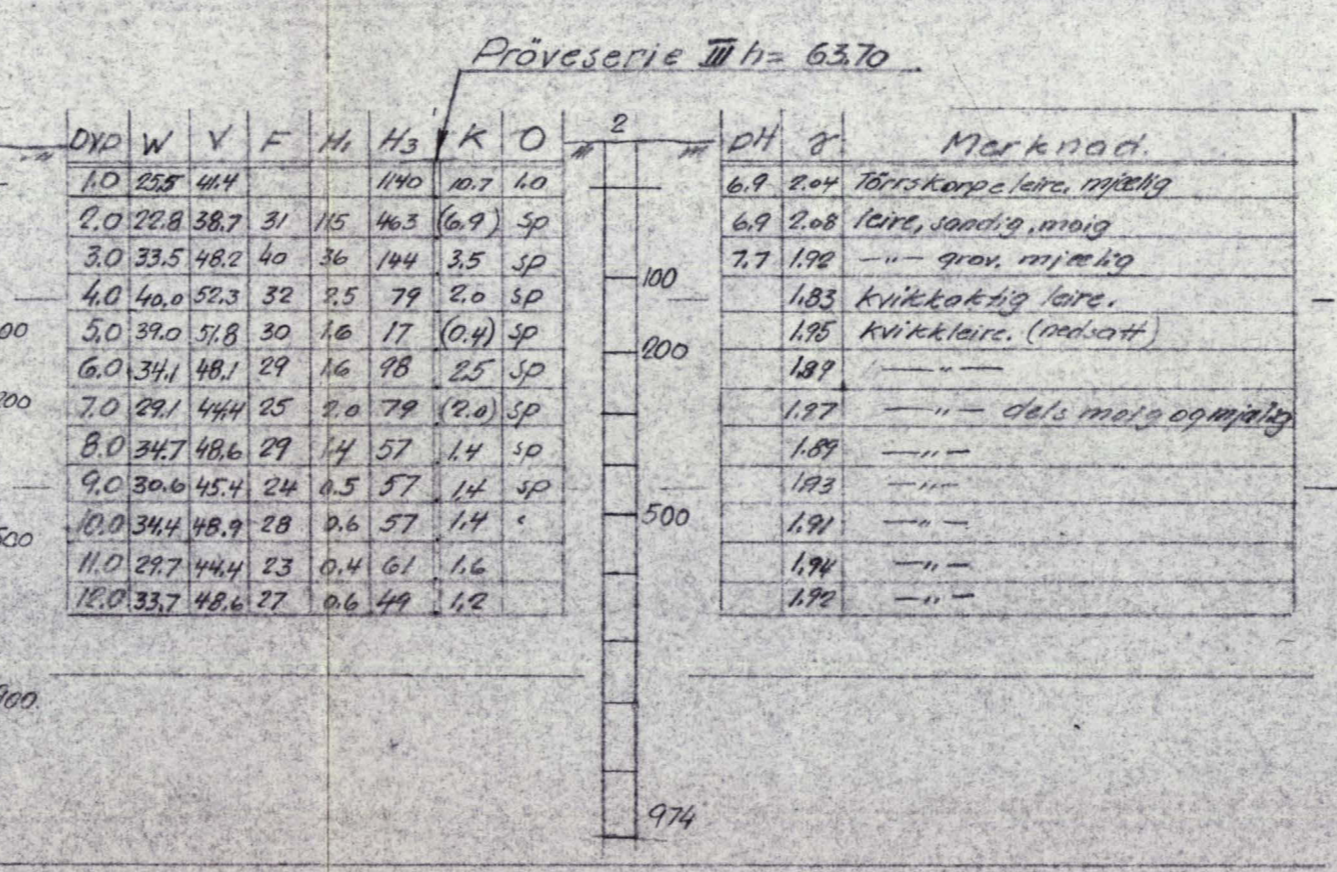 Pröveserie III h= 63.70
DYP W V F H1 H3 K O 2 pH γ Merknad.
1.0 25.5 41.4 1140 10.7 1.0 6.9 2.04 Törrskorpeleire, mjælig
2.0 22.8 38.7 31 115 463 (6.9) sp 6.9 2.08 leire, sandig, moig
3.0 33.5 48.2 40 36 144 3.5 sp 100 7.7 1.92 —"— grov. mjælig
4.0 40.0 52.3 32 2.5 79 2.0 sp 1.83 kvikkaktig leire.
00 5.0 39.0 51.8 30 1.6 17 (0.4) sp 200 1.95 kvikkleire. (nedsatt)
6.0 34.1 48.1 29 1.6 98 25 sp 1.89 —"—
200 7.0 29.1 44.4 25 2.0 79 (2.0) sp 1.97 —"— dels moig og mjælig
8.0 34.7 48.6 29 1.4 57 1.4 sp 1.89 —"—
9.0 30.6 45.4 24 0.5 57 1.4 sp 1.93 —"—
500 10.0 34.4 48.9 28 0.6 57 1.4 500 1.91 —"—
11.0 29.7 44.4 23 0.4 61 1.6 1.94 —"—
12.0 33.7 48.6 27 0.6 49 1.2 1.92 —"—
900.
974